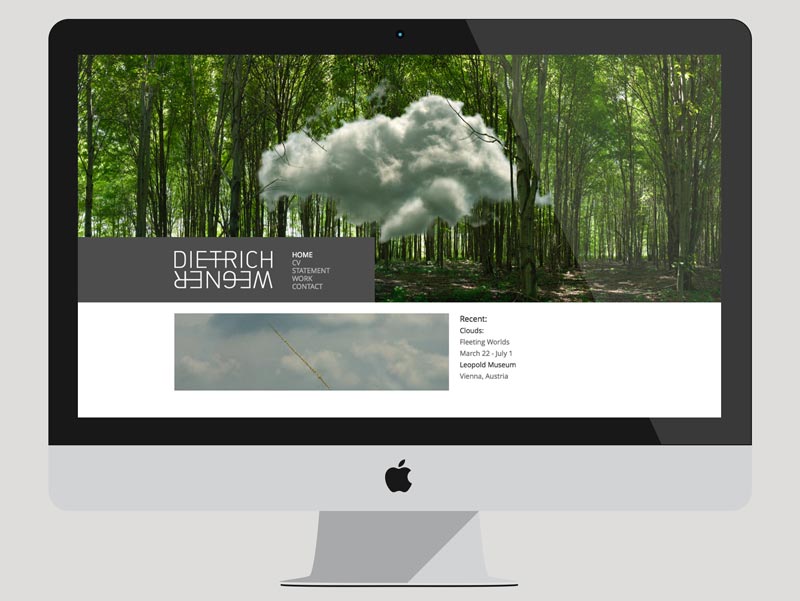 DIETRICH
WEGNER
HOME
CV
STATEMENT
WORK
CONTACT
Recent:
Clouds:
Fleeting Worlds
March 22 - July 1
Leopold Museum
Vienna, Austria